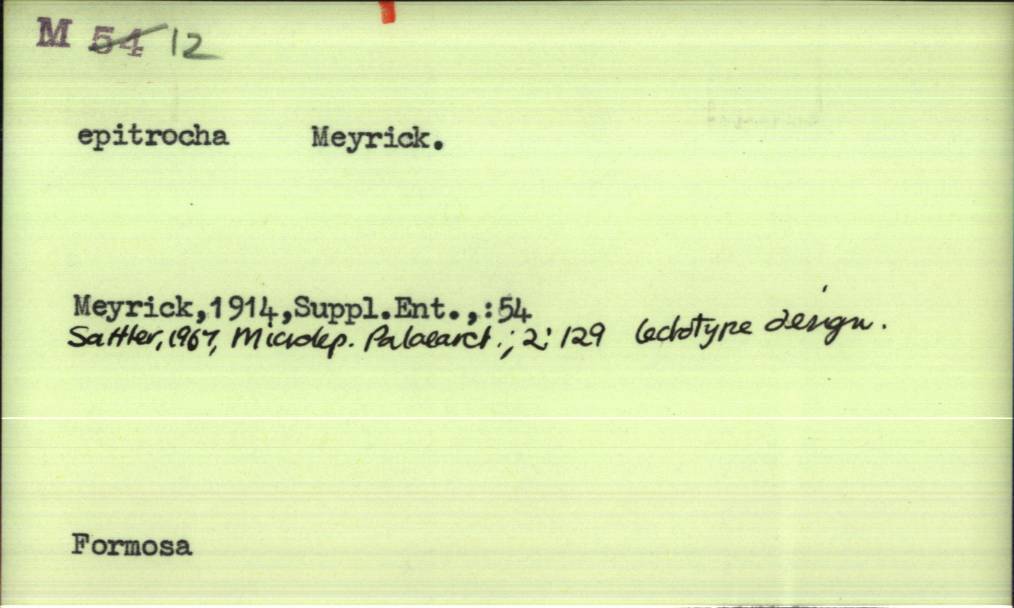 M 54 12
epitrocha Meyrick.
Meyrick,1914,Suppl.Ent.,:54
Sattler, 1967, Microlep. Palaearct., 2: 129 lectotype design.
Formosa